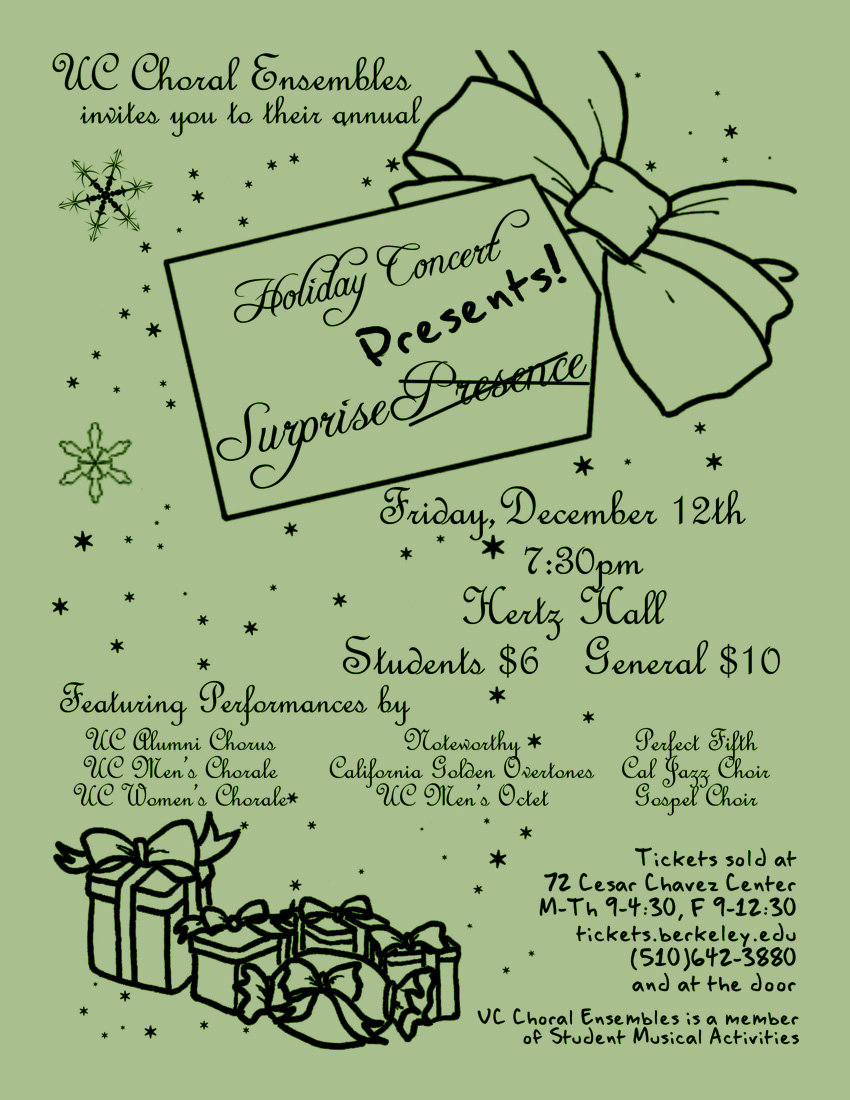 UC Choral Ensembles
invites you to their annual
Holiday Concert
Presents!
Surprise Presence
Friday, December 12th
7:30pm
Hertz Hall
Students $6 General $10
Featuring Performances by
UC Alumni Chorus Noteworthy Perfect Fifth
UC Men's Chorale California Golden Overtones Cal Jazz Choir
UC Women's Chorale UC Men's Octet Gospel Choir
Tickets sold at
72 Cesar Chavez Center
M-Th 9-4:30, F 9-12:30
tickets.berkeley.edu
(510)642-3880
and at the door
UC Choral Ensembles is a member
of Student Musical Activities